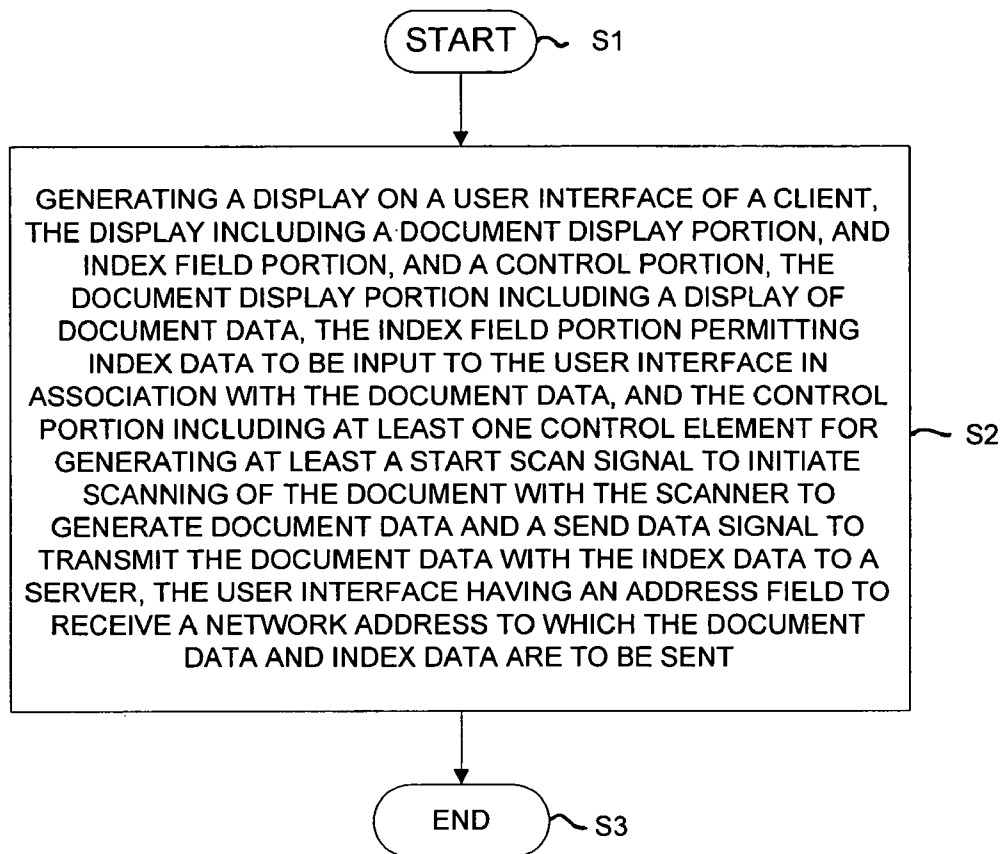 START
S1
GENERATING A DISPLAY ON A USER INTERFACE OF A CLIENT,
THE DISPLAY INCLUDING A DOCUMENT DISPLAY PORTION, AND
INDEX FIELD PORTION, AND A CONTROL PORTION, THE
DOCUMENT DISPLAY PORTION INCLUDING A DISPLAY OF
DOCUMENT DATA, THE INDEX FIELD PORTION PERMITTING
INDEX DATA TO BE INPUT TO THE USER INTERFACE IN
ASSOCIATION WITH THE DOCUMENT DATA, AND THE CONTROL
PORTION INCLUDING AT LEAST ONE CONTROL ELEMENT FOR
GENERATING AT LEAST A START SCAN SIGNAL TO INITIATE
SCANNING OF THE DOCUMENT WITH THE SCANNER TO
GENERATE DOCUMENT DATA AND A SEND DATA SIGNAL TO
TRANSMIT THE DOCUMENT DATA WITH THE INDEX DATA TO A
SERVER, THE USER INTERFACE HAVING AN ADDRESS FIELD TO
RECEIVE A NETWORK ADDRESS TO WHICH THE DOCUMENT
DATA AND INDEX DATA ARE TO BE SENT
S2
END
S3